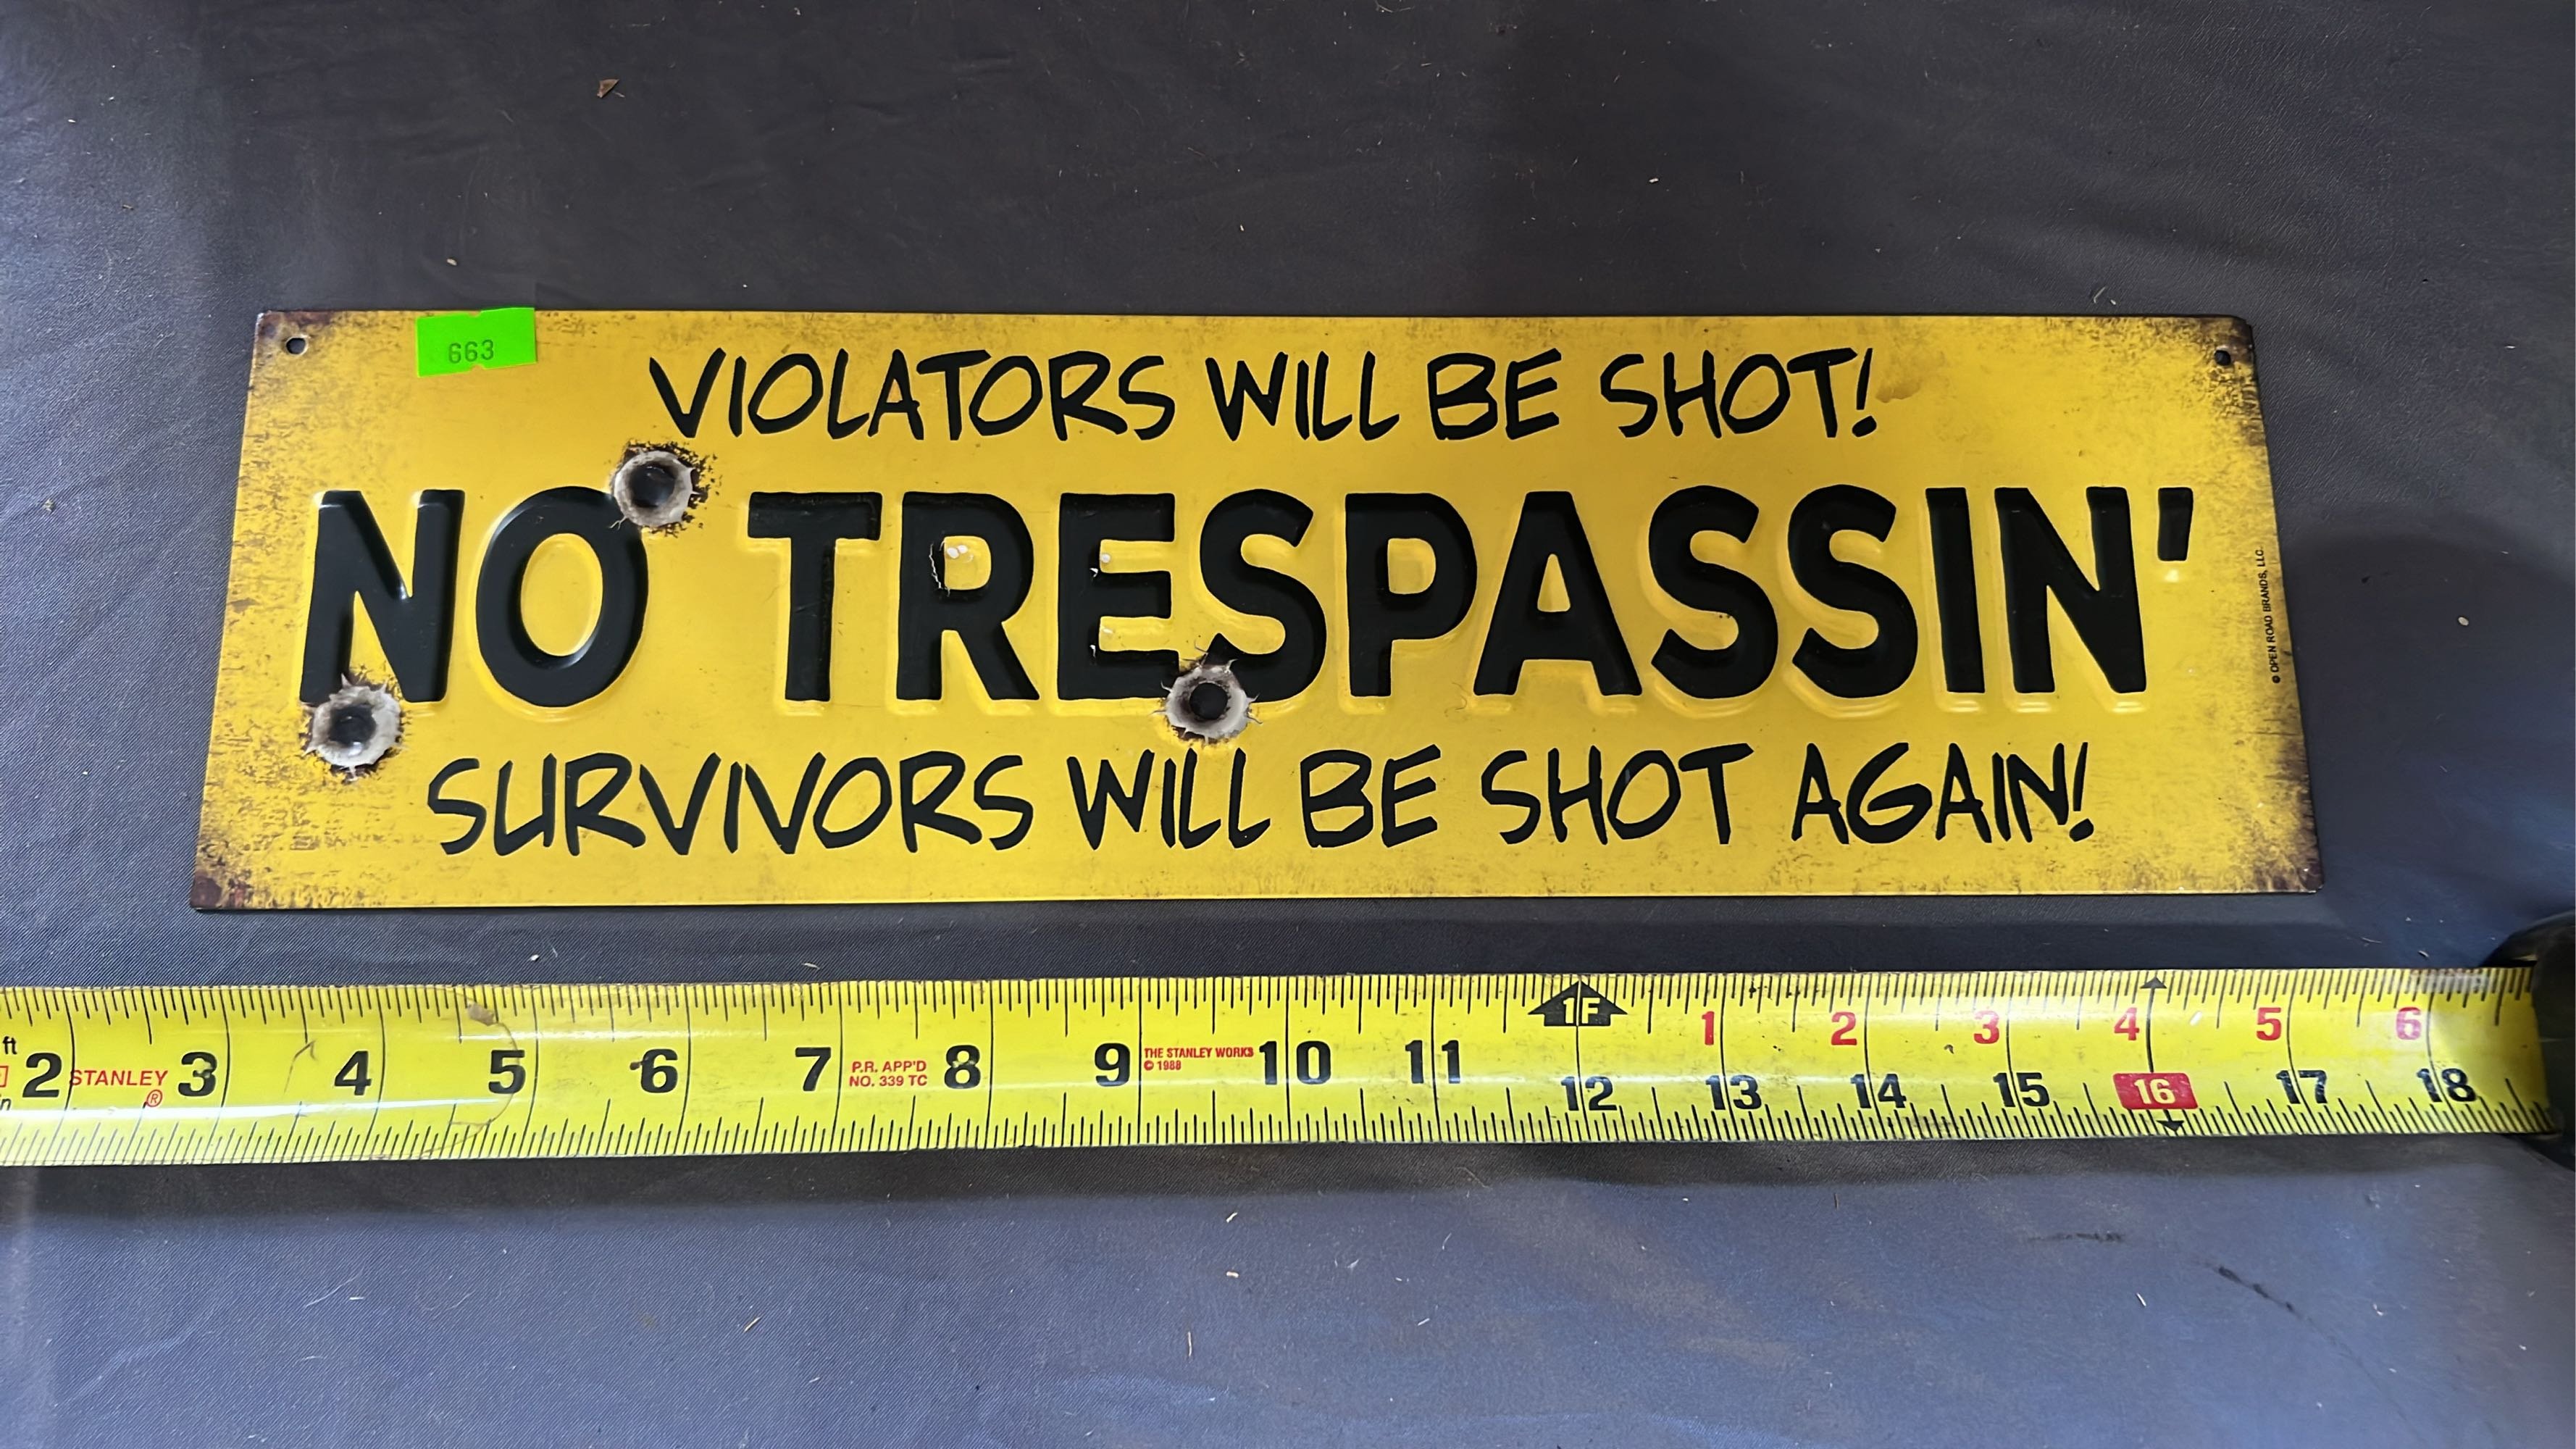 663
VIOLATORS WILL BE SHOT!
NO TRESPASSIN'
SURVIVORS WILL BE SHOT AGAIN!
© OPEN ROAD BRANDS, LLC.
1F 1 2 3 4 5 6
ft 2 STANLEY® 3 4 5 6 7 P.R. APP'D 8 9 THE STANLEY WORKS 10 11
NO. 339 TC © 1988
in 12 13 14 15 16 17 18